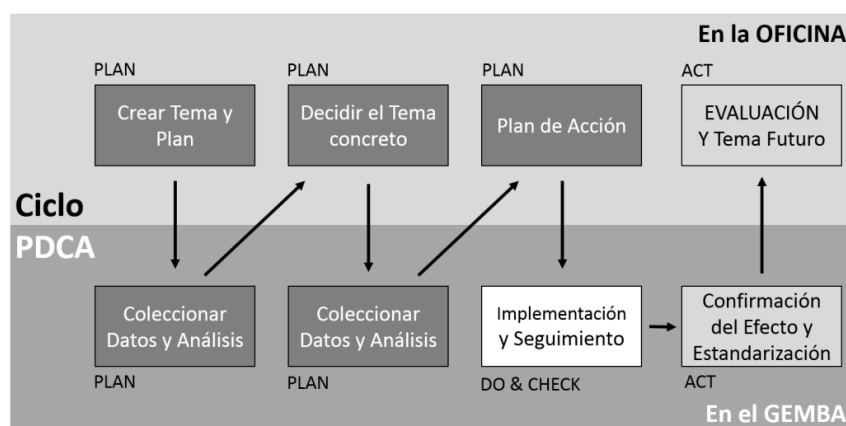 En la OFICINA
PLAN
PLAN
PLAN
ACT
Crear Tema y
Plan
Decidir el Tema
concreto
Plan de Acción
EVALUACIÓN
Y Tema Futuro
Ciclo
PDCA
Coleccionar
Datos y Análisis
Coleccionar
Datos y Análisis
Implementación
y Seguimiento
Confirmación
del Efecto y
Estandarización
PLAN
PLAN
DO & CHECK
ACT
En el GEMBA